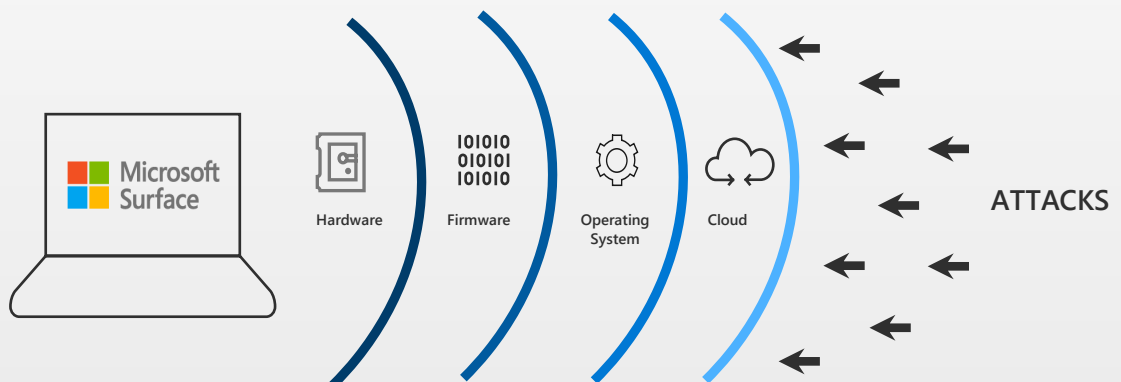 Microsoft
Surface
Hardware
101010
010101
101010
Firmware
Operating
System
Cloud
ATTACKS